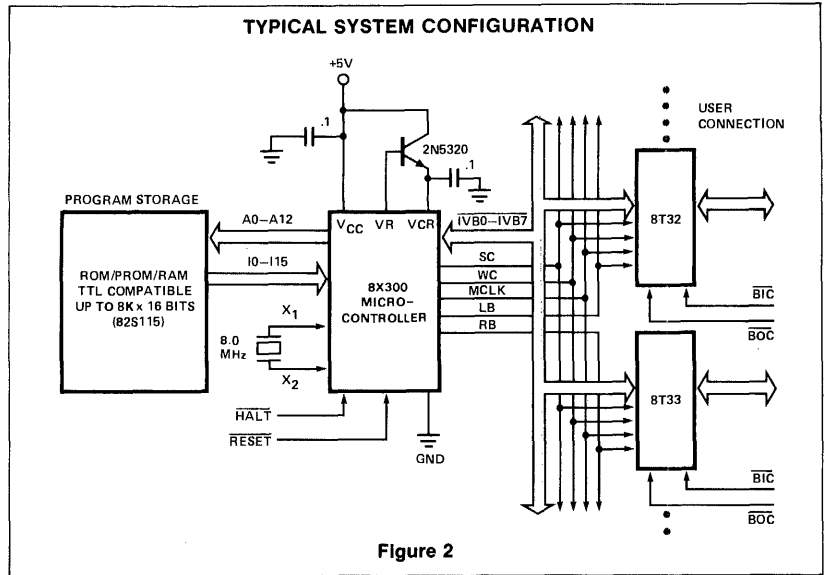 TYPICAL SYSTEM CONFIGURATION
+5V
.1
2N5320
.1
USER
CONNECTION
PROGRAM STORAGE
ROM/PROM/RAM
TTL COMPATIBLE
UP TO 8K x 16 BITS
(82S115)
A0–A12
I0–I15
X1
8.0
MHz
X2
VCC
VR
VCR
8X300
MICRO-
CONTROLLER
HALT
RESET
GND
IVB0–IVB7
SC
WC
MCLK
LB
RB
8T32
BIC
BOC
8T33
BIC
BOC
Figure 2